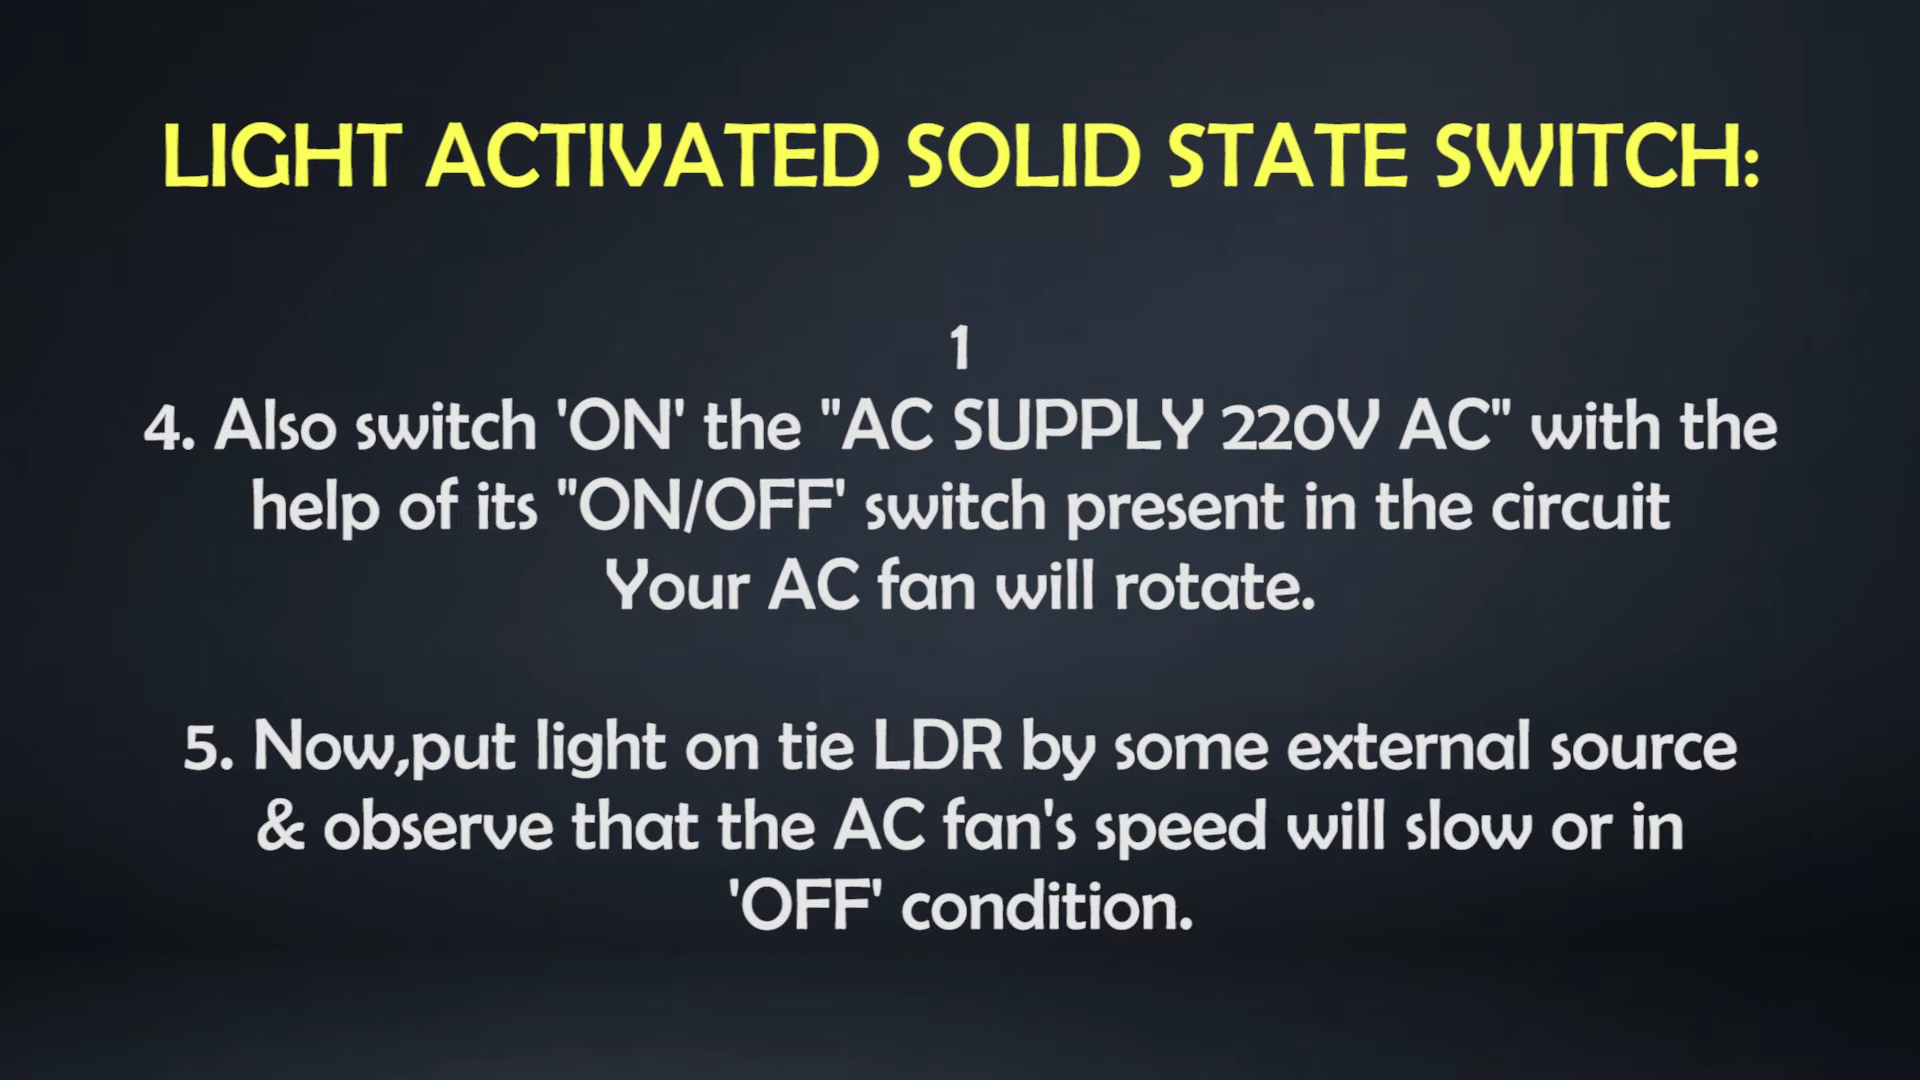 LIGHT ACTIVATED SOLID STATE SWITCH:
1
4. Also switch 'ON' the "AC SUPPLY 220V AC" with the
help of its "ON/OFF' switch present in the circuit
Your AC fan will rotate.
5. Now,put light on tie LDR by some external source
& observe that the AC fan's speed will slow or in
'OFF' condition.